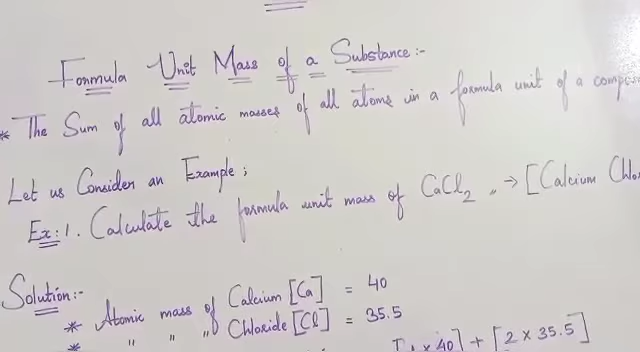 Formula Unit Mass of a Substance:-
* The Sum of all atomic masses of all atoms in a formula unit of a
Let us Consider an Example;
Ex:1. Calculate the formula unit mass of CaCl₂ „ → [Calcium
Solution:-
* Atomic mass of Calcium [Ca] = 40
* " " " Chloride [Cl] = 35.5
× 40] + [2 × 35.5]